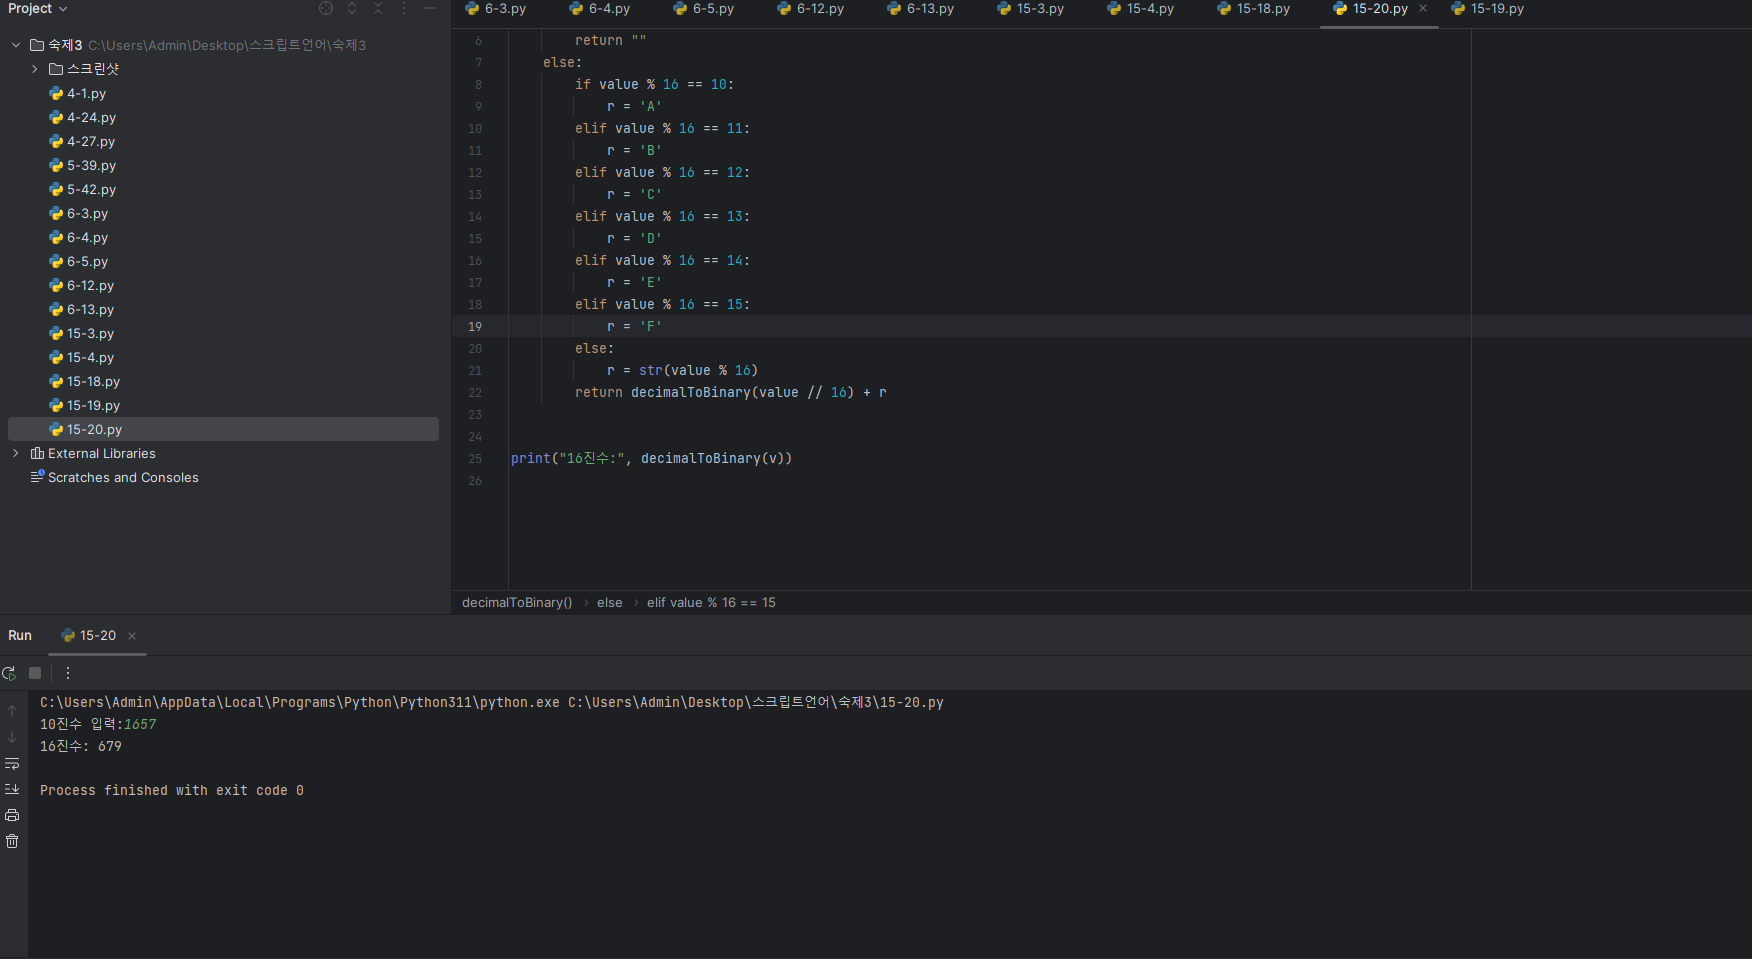 Project
6-3.py 6-4.py 6-5.py 6-12.py 6-13.py 15-3.py 15-4.py 15-18.py 15-20.py 15-19.py
숙제3 C:\Users\Admin\Desktop\스크립트언어\숙제3
스크린샷
4-1.py
4-24.py
4-27.py
5-39.py
5-42.py
6-3.py
6-4.py
6-5.py
6-12.py
6-13.py
15-3.py
15-4.py
15-18.py
15-19.py
15-20.py
External Libraries
Scratches and Consoles
6 return ""
7 else:
8 if value % 16 == 10:
9 r = 'A'
10 elif value % 16 == 11:
11 r = 'B'
12 elif value % 16 == 12:
13 r = 'C'
14 elif value % 16 == 13:
15 r = 'D'
16 elif value % 16 == 14:
17 r = 'E'
18 elif value % 16 == 15:
19 r = 'F'
20 else:
21 r = str(value % 16)
22 return decimalToBinary(value // 16) + r
23
24
25 print("16진수:", decimalToBinary(v))
26
decimalToBinary() › else › elif value % 16 == 15
Run 15-20
C:\Users\Admin\AppData\Local\Programs\Python\Python311\python.exe C:\Users\Admin\Desktop\스크립트언어\숙제3\15-20.py
10진수 입력:1657
16진수: 679
Process finished with exit code 0